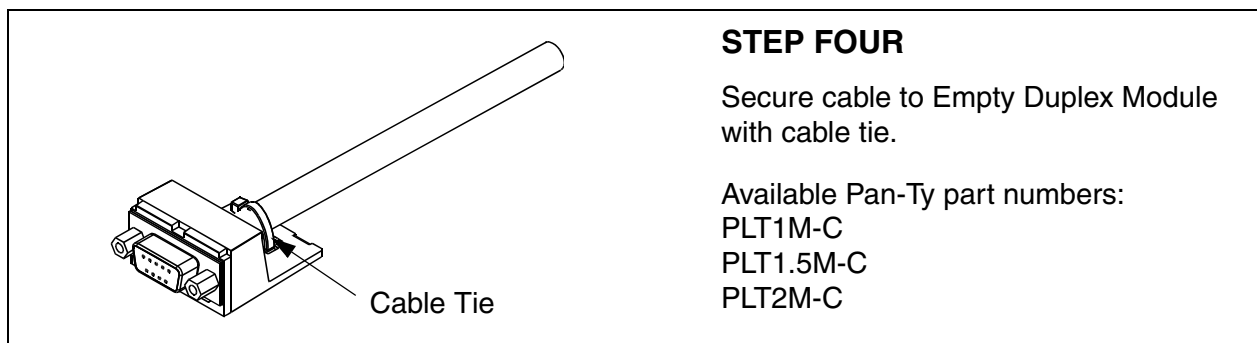 STEP FOUR
Secure cable to Empty Duplex Module
with cable tie.
Available Pan-Ty part numbers:
PLT1M-C
PLT1.5M-C
PLT2M-C
Cable Tie